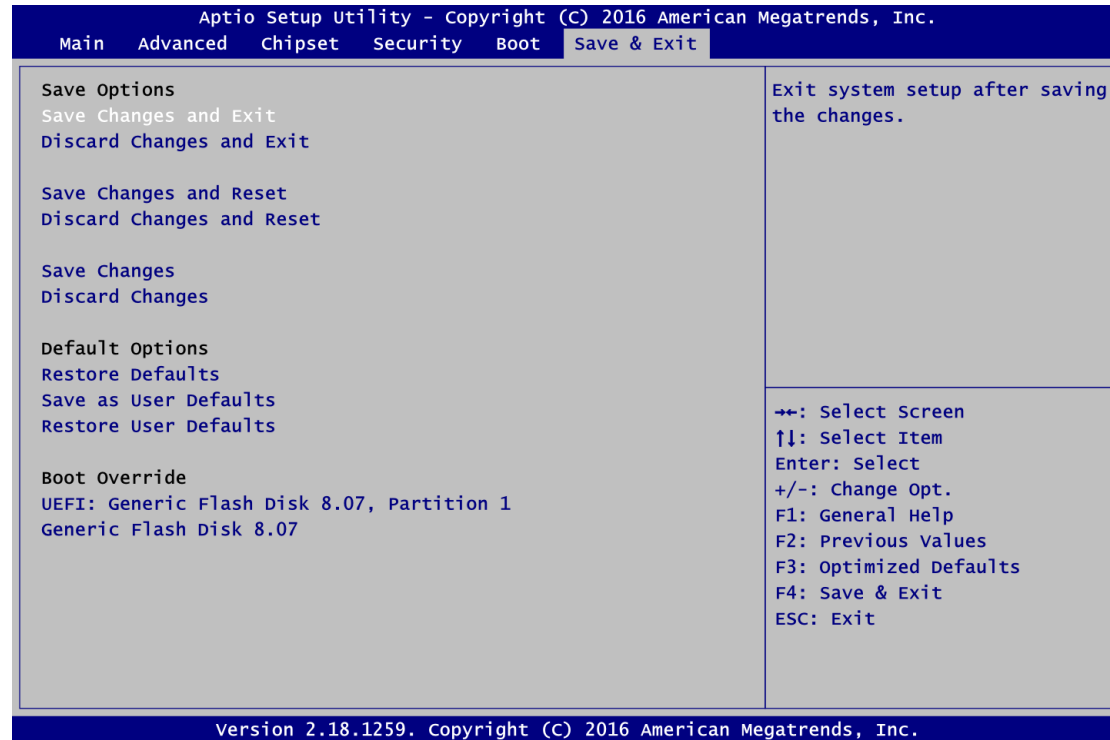 Aptio Setup Utility - Copyright (C) 2016 American Megatrends, Inc.
Main Advanced Chipset Security Boot Save & Exit
Save Options
Save Changes and Exit
Discard Changes and Exit
Save Changes and Reset
Discard Changes and Reset
Save Changes
Discard Changes
Default Options
Restore Defaults
Save as User Defaults
Restore User Defaults
Boot Override
UEFI: Generic Flash Disk 8.07, Partition 1
Generic Flash Disk 8.07
Exit system setup after saving
the changes.
→←: Select Screen
↑↓: Select Item
Enter: Select
+/-: Change Opt.
F1: General Help
F2: Previous Values
F3: Optimized Defaults
F4: Save & Exit
ESC: Exit
Version 2.18.1259. Copyright (C) 2016 American Megatrends, Inc.